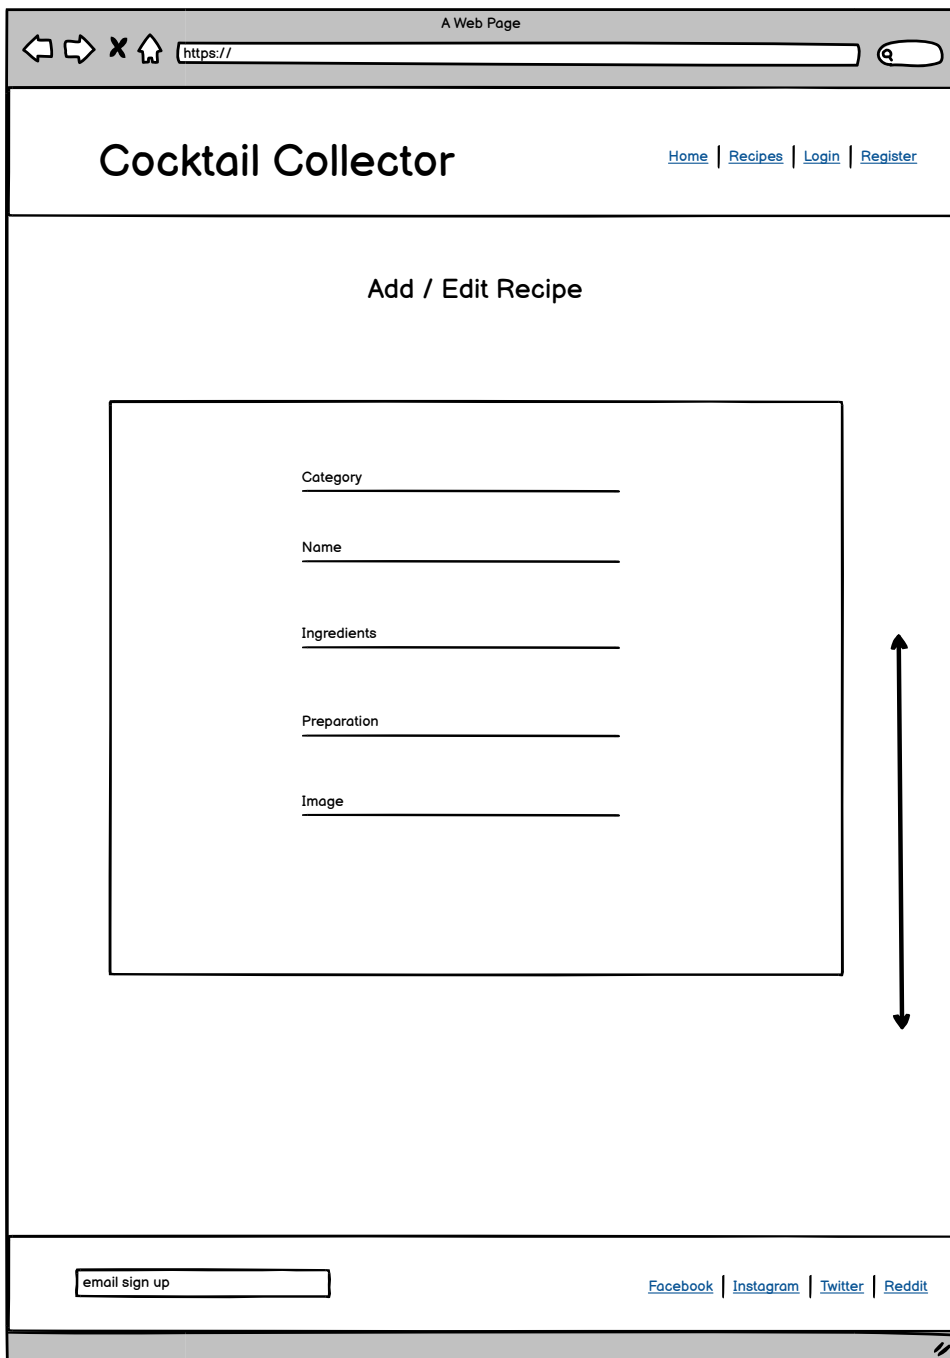 A Web Page
https://
Cocktail Collector
Home | Recipes | Login | Register
Add / Edit Recipe
Category
Name
Ingredients
Preparation
Image
email sign up
Facebook | Instagram | Twitter | Reddit